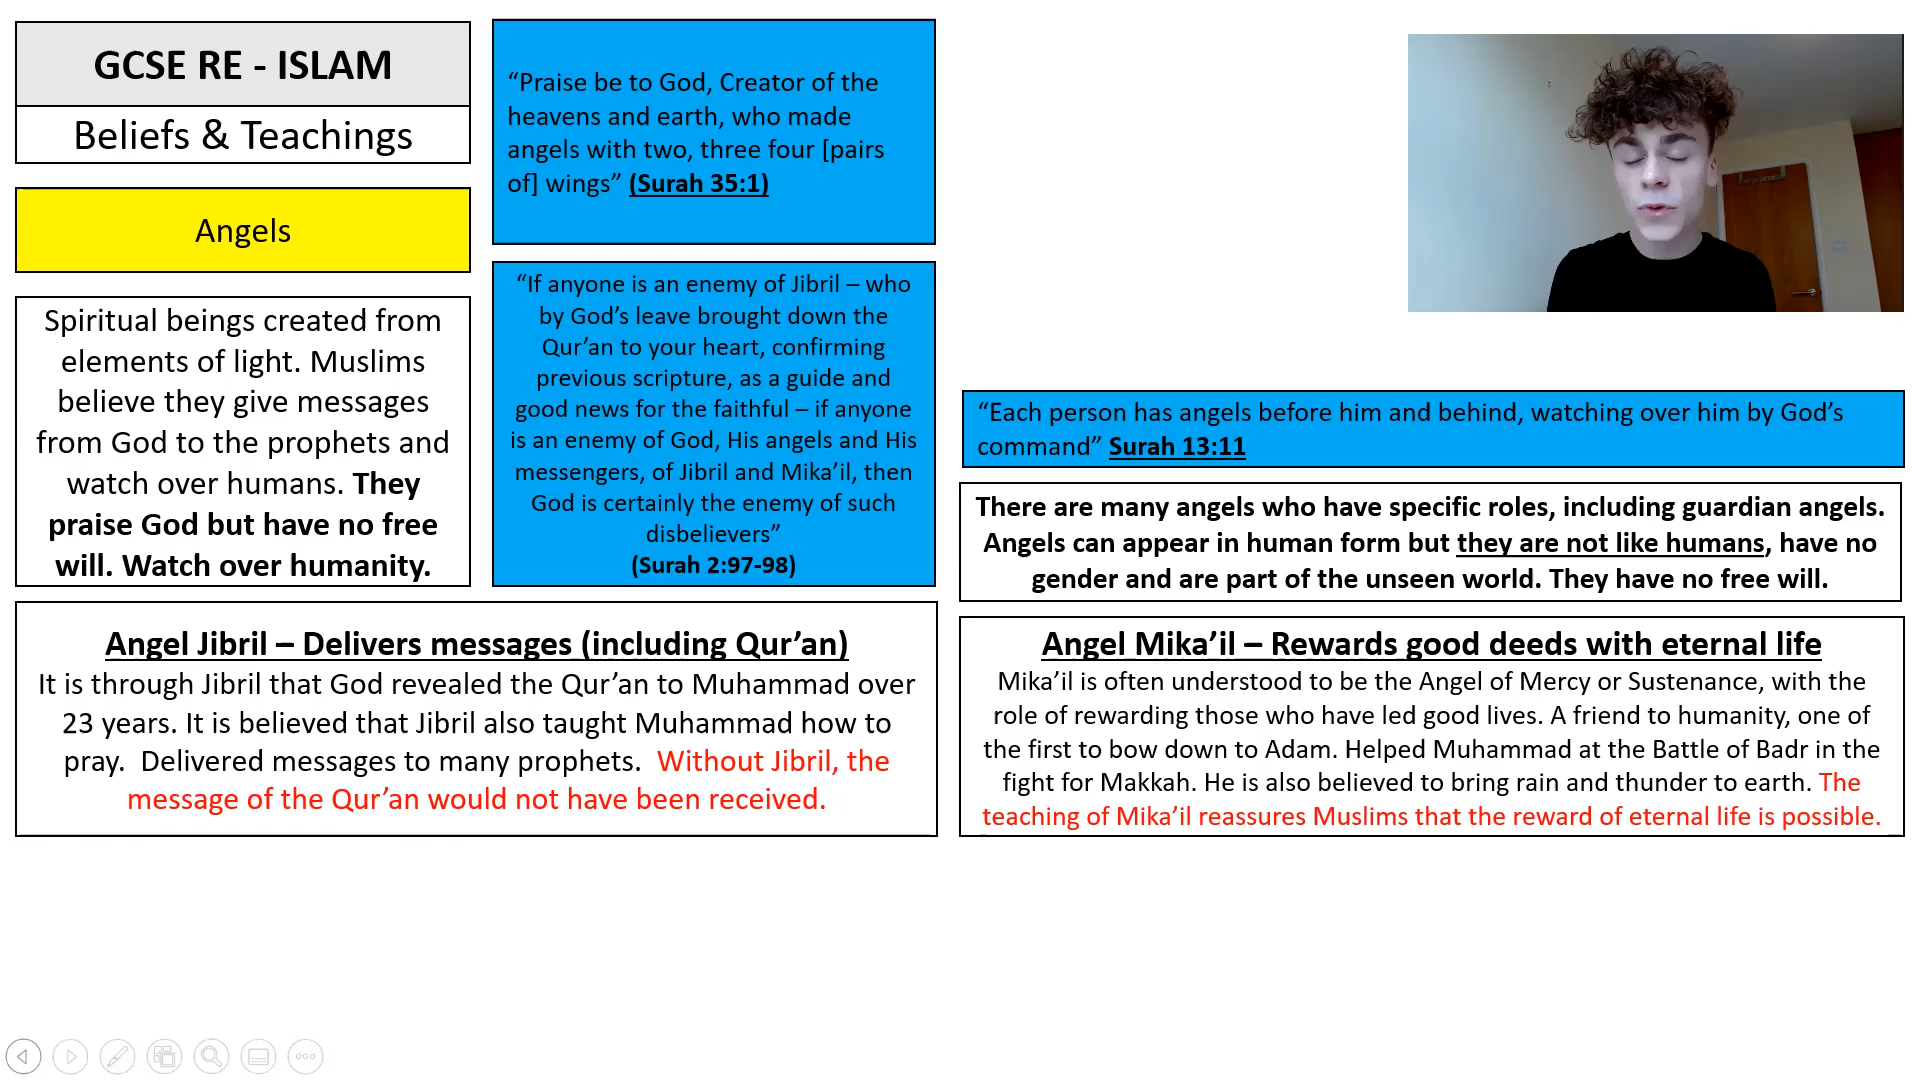 GCSE RE - ISLAM
Beliefs & Teachings
Angels
Spiritual beings created from
elements of light. Muslims
believe they give messages
from God to the prophets and
watch over humans. They
praise God but have no free
will. Watch over humanity.
“Praise be to God, Creator of the
heavens and earth, who made
angels with two, three four [pairs
of] wings” (Surah 35:1)
“If anyone is an enemy of Jibril – who
by God’s leave brought down the
Qur’an to your heart, confirming
previous scripture, as a guide and
good news for the faithful – if anyone
is an enemy of God, His angels and His
messengers, of Jibril and Mika’il, then
God is certainly the enemy of such
disbelievers”
(Surah 2:97-98)
“Each person has angels before him and behind, watching over him by God’s
command” Surah 13:11
There are many angels who have specific roles, including guardian angels.
Angels can appear in human form but they are not like humans, have no
gender and are part of the unseen world. They have no free will.
Angel Jibril – Delivers messages (including Qur’an)
It is through Jibril that God revealed the Qur’an to Muhammad over
23 years. It is believed that Jibril also taught Muhammad how to
pray.  Delivered messages to many prophets.  Without Jibril, the
message of the Qur’an would not have been received.
Angel Mika’il – Rewards good deeds with eternal life
Mika’il is often understood to be the Angel of Mercy or Sustenance, with the
role of rewarding those who have led good lives. A friend to humanity, one of
the first to bow down to Adam. Helped Muhammad at the Battle of Badr in the
fight for Makkah. He is also believed to bring rain and thunder to earth. The
teaching of Mika’il reassures Muslims that the reward of eternal life is possible.